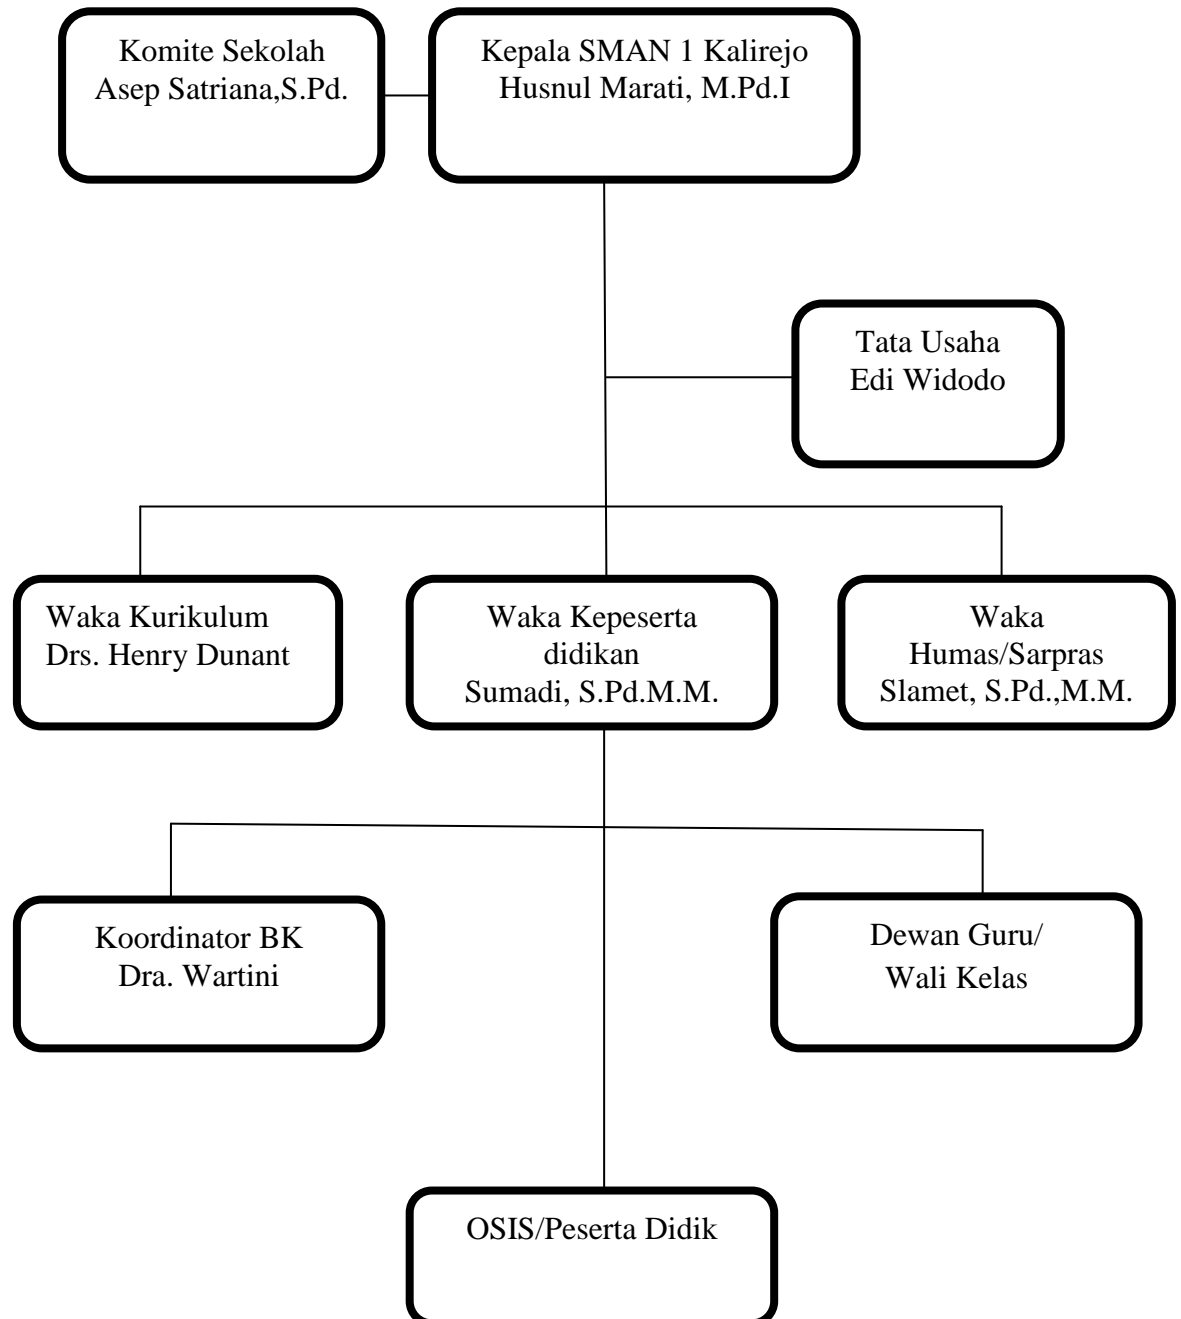 Komite Sekolah
Asep Satriana,S.Pd.
Kepala SMAN 1 Kalirejo
Husnul Marati, M.Pd.I
Tata Usaha
Edi Widodo
Waka Kurikulum
Drs. Henry Dunant
Waka Kepeserta
didikan
Sumadi, S.Pd.M.M.
Waka
Humas/Sarpras
Slamet, S.Pd.,M.M.
Koordinator BK
Dra. Wartini
Dewan Guru/
Wali Kelas
OSIS/Peserta Didik